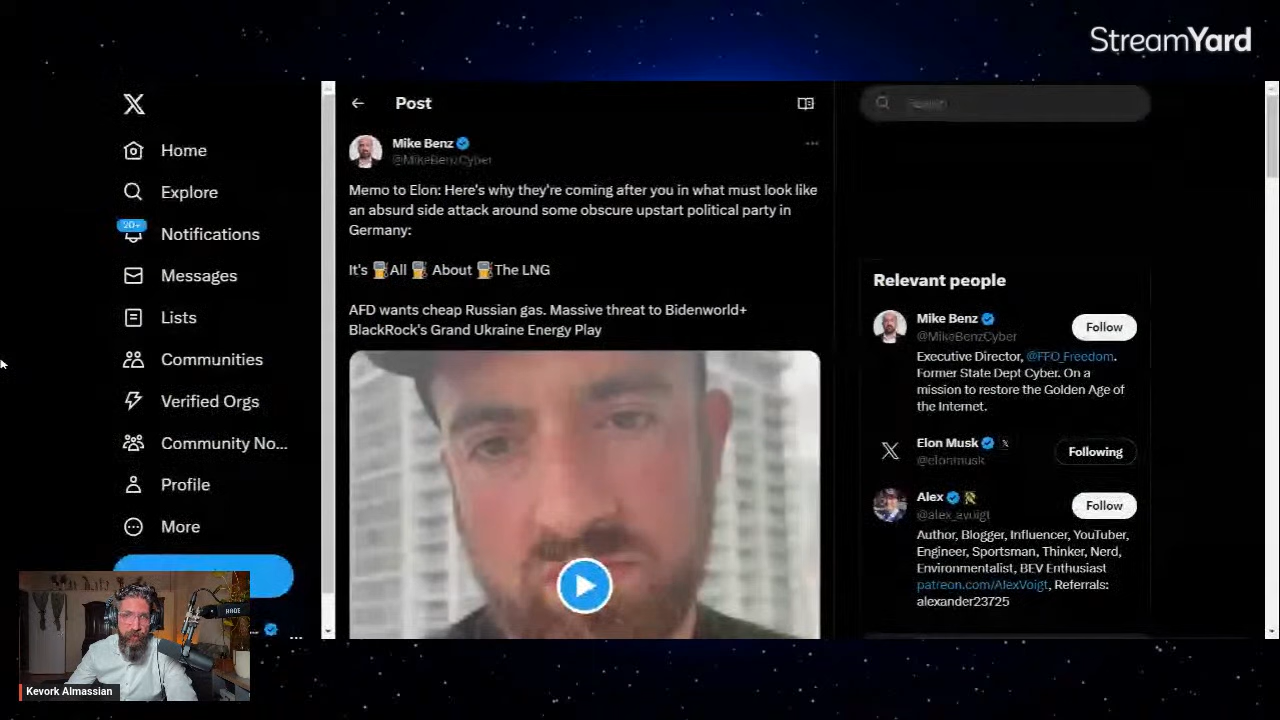 StreamYard
Home
Explore
20+
Notifications
Messages
Lists
Communities
Verified Orgs
Community No...
Profile
More
Post
Mike Benz
@MikeBenzCyber
Memo to Elon: Here's why they're coming after you in what must look like
an absurd side attack around some obscure upstart political party in
Germany:
It's All About The LNG
AFD wants cheap Russian gas. Massive threat to Bidenworld+
BlackRock's Grand Ukraine Energy Play
Search
Relevant people
Mike Benz
@MikeBenzCyber
Follow
Executive Director, @FFO_Freedom.
Former State Dept Cyber. On a
mission to restore the Golden Age of
the Internet.
Elon Musk
@elonmusk
Following
Alex
@alex_avoigt
Follow
Author, Blogger, Influencer, YouTuber,
Engineer, Sportsman, Thinker, Nerd,
Environmentalist, BEV Enthusiast
patreon.com/AlexVoigt, Referrals:
alexander23725
RODE
Kevork Almassian